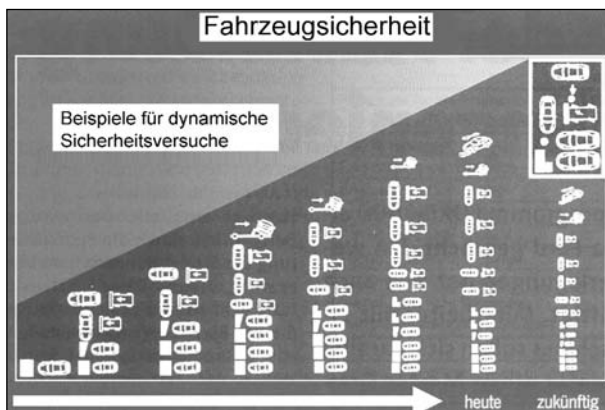 Fahrzeugsicherheit
Beispiele für dynamische
Sicherheitsversuche
heute
zukünftig